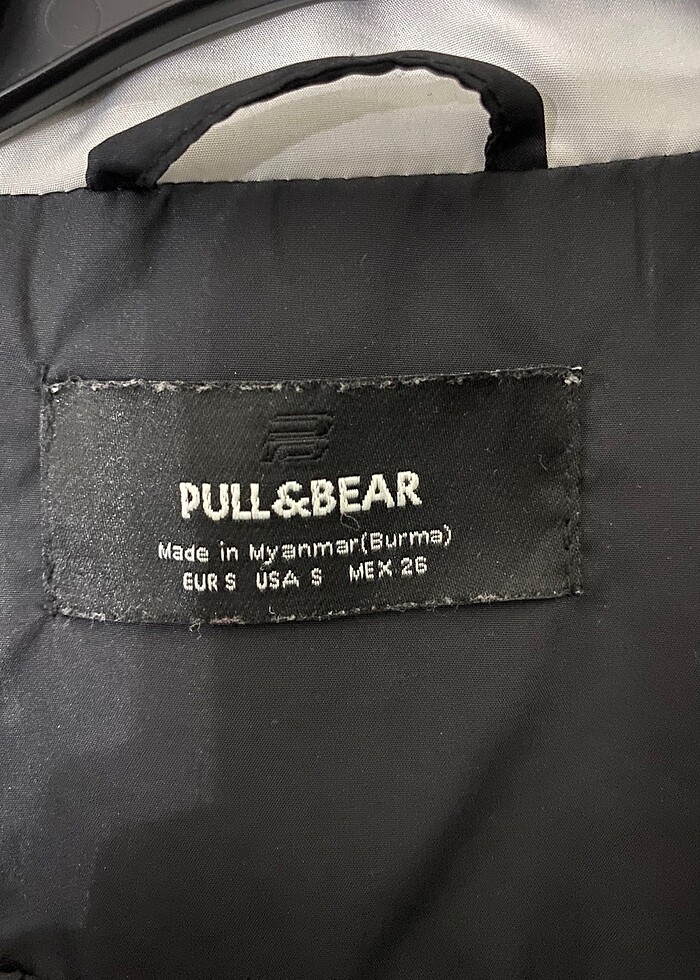 PULL&BEAR
Made in Myanmar(Burma)
EUR S USA S MEX 26